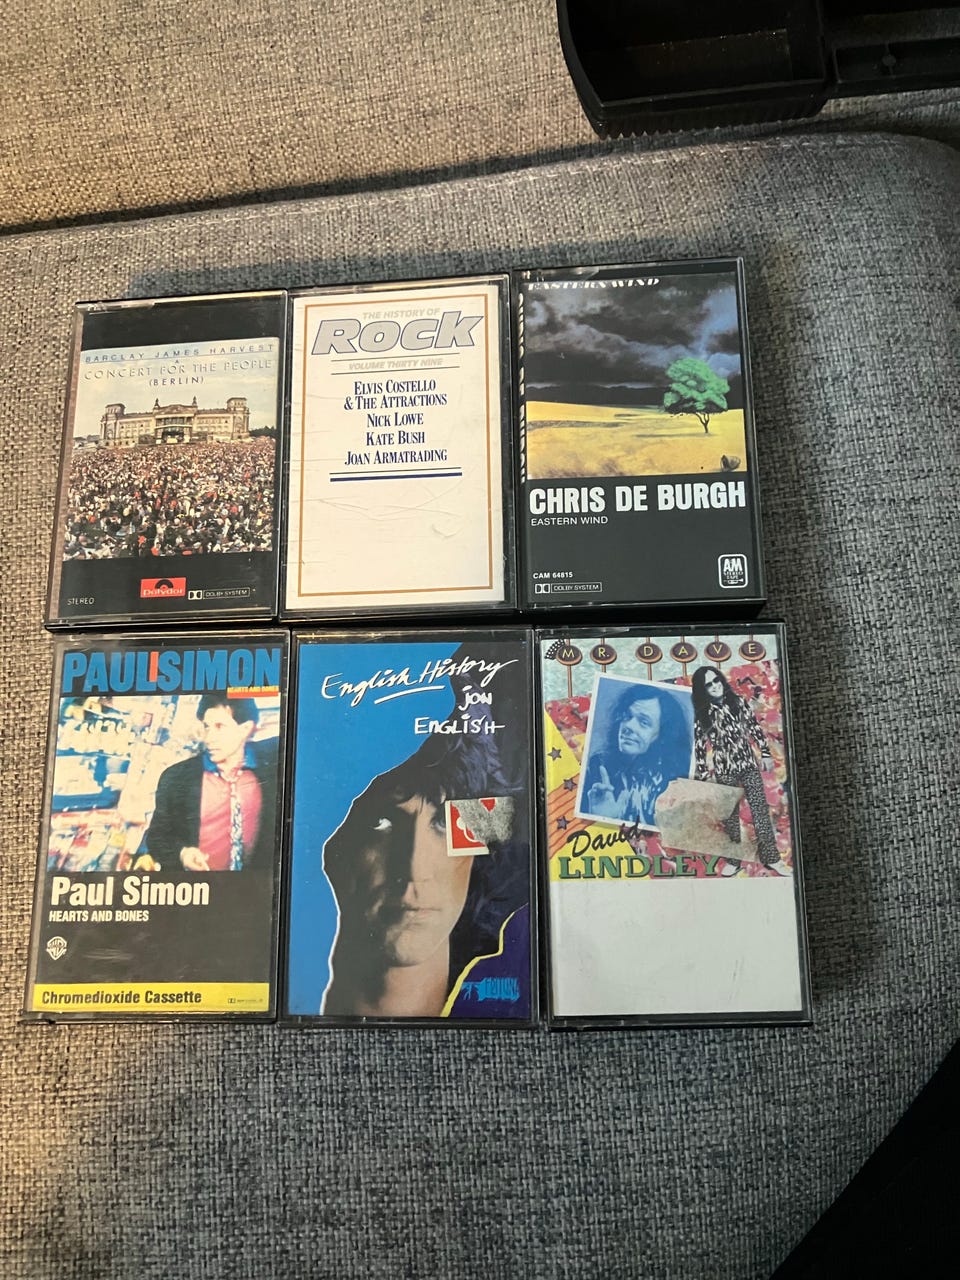 BARCLAY JAMES HARVEST
A
CONCERT FOR THE PEOPLE
(BERLIN)
STEREO
Polydor
DOLBY SYSTEM
THE HISTORY OF
Rock
VOLUME THIRTY NINE
ELVIS COSTELLO
& THE ATTRACTIONS
NICK LOWE
KATE BUSH
JOAN ARMATRADING
EASTERN WIND
CHRIS DE BURGH
EASTERN WIND
CAM 64815
DOLBY SYSTEM
AM
PAUL SIMON
HEARTS AND BONES
Paul Simon
HEARTS AND BONES
Chromedioxide Cassette
English History
jon
ENGLISH
MR. DAVE
David
LINDLEY